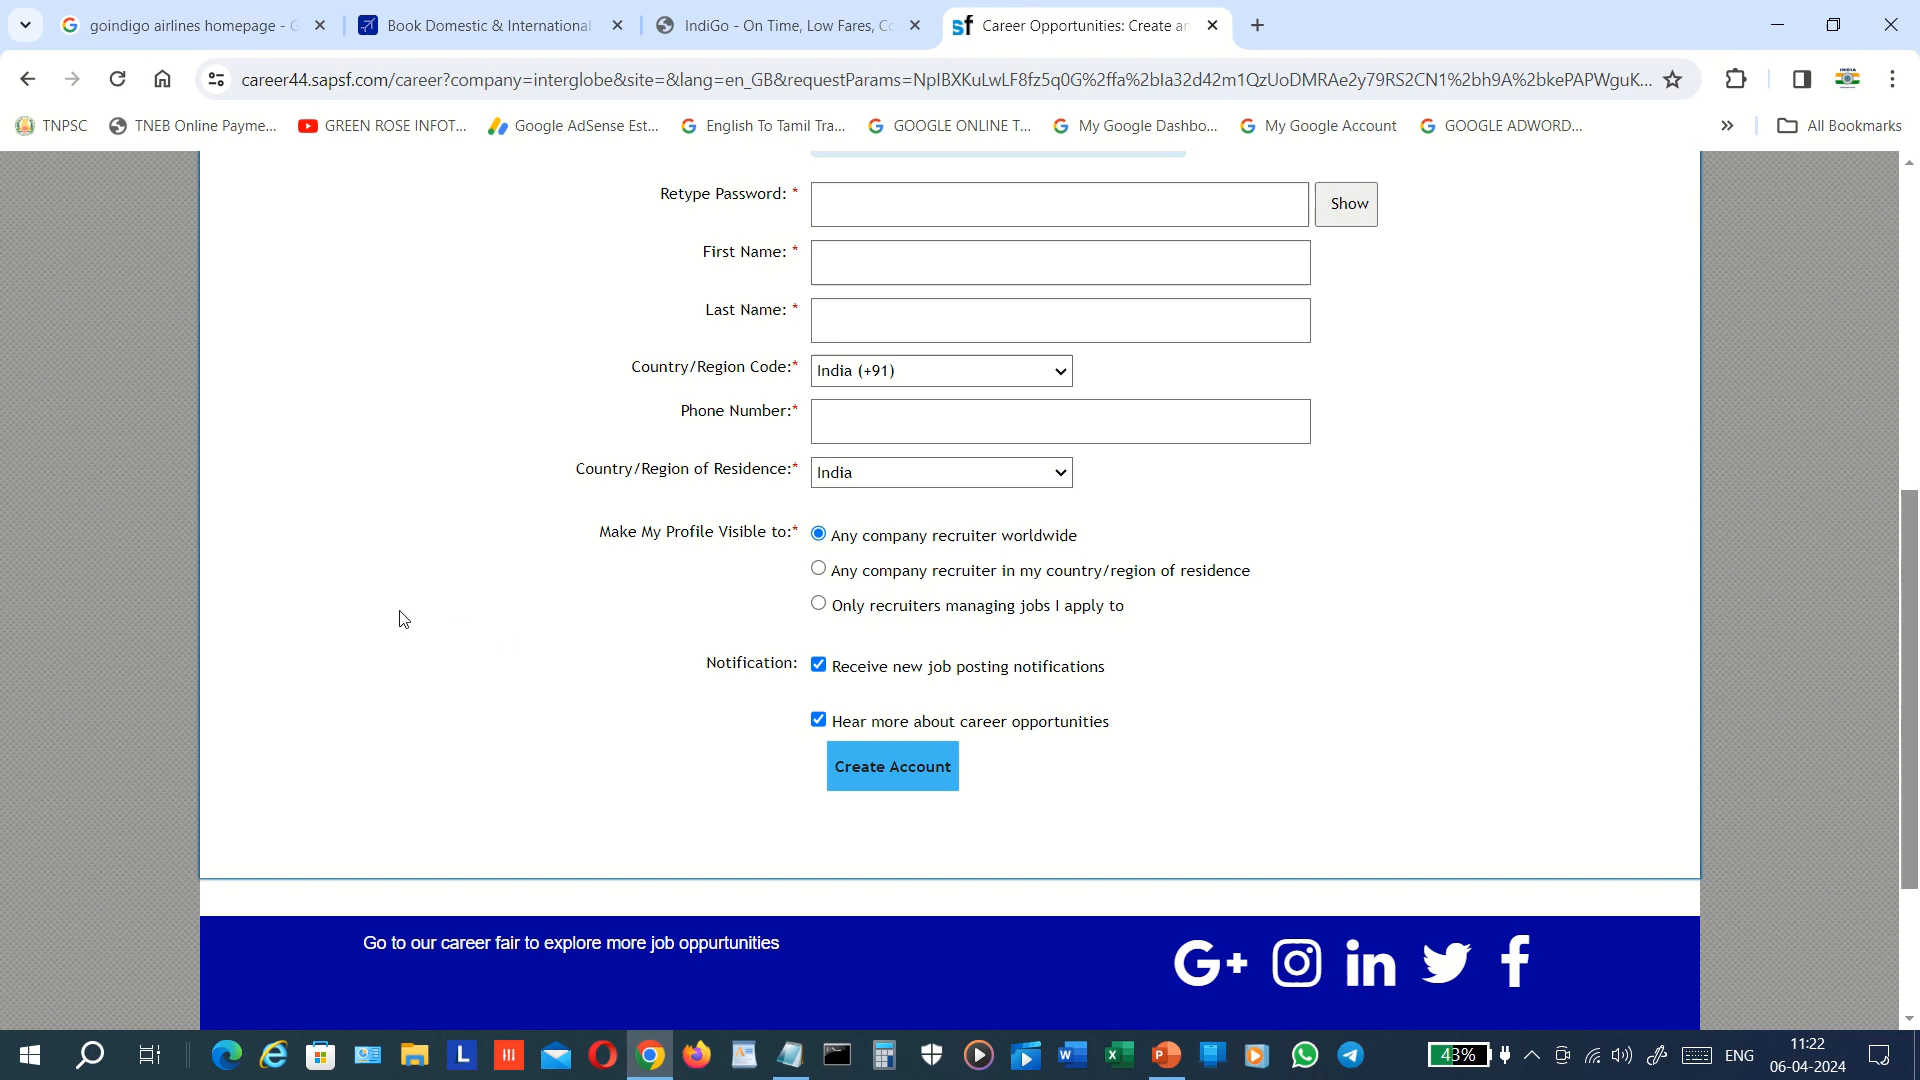 goindigo airlines homepage - G
Book Domestic & International
IndiGo - On Time, Low Fares, Co
sf Career Opportunities: Create an
career44.sapsf.com/career?company=interglobe&site=&lang=en_GB&requestParams=NpIBXKuLwLF8fz5q0G%2ffa%2bIa32d42m1QzUoDMRAe2y79RS2CN1%2bh9A%2bkePAPWguK...
TNPSC
TNEB Online Payme...
GREEN ROSE INFOT...
Google AdSense Est...
English To Tamil Tra...
GOOGLE ONLINE T...
My Google Dashbo...
My Google Account
GOOGLE ADWORD...
All Bookmarks
Retype Password: *
Show
First Name: *
Last Name: *
Country/Region Code:* India (+91)
Phone Number:*
Country/Region of Residence:* India
Make My Profile Visible to:* Any company recruiter worldwide
Any company recruiter in my country/region of residence
Only recruiters managing jobs I apply to
Notification: Receive new job posting notifications
Hear more about career opportunities
Create Account
Go to our career fair to explore more job oppurtunities
G+ in f
43%
ENG
11:22
06-04-2024